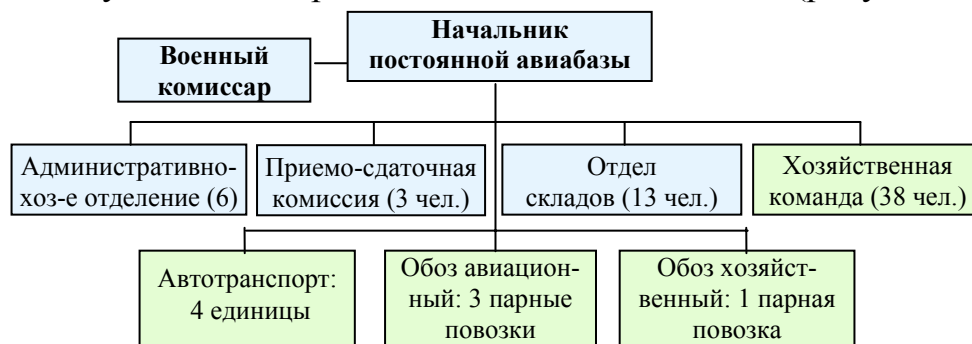 Начальник
постоянной авиабазы
Военный
комиссар
Административно-
хоз-е отделение (6)
Приемо-сдаточная
комиссия (3 чел.)
Отдел
складов (13 чел.)
Хозяйственная
команда (38 чел.)
Автотранспорт:
4 единицы
Обоз авиацион-
ный: 3 парные
повозки
Обоз хозяйст-
венный: 1 парная
повозка